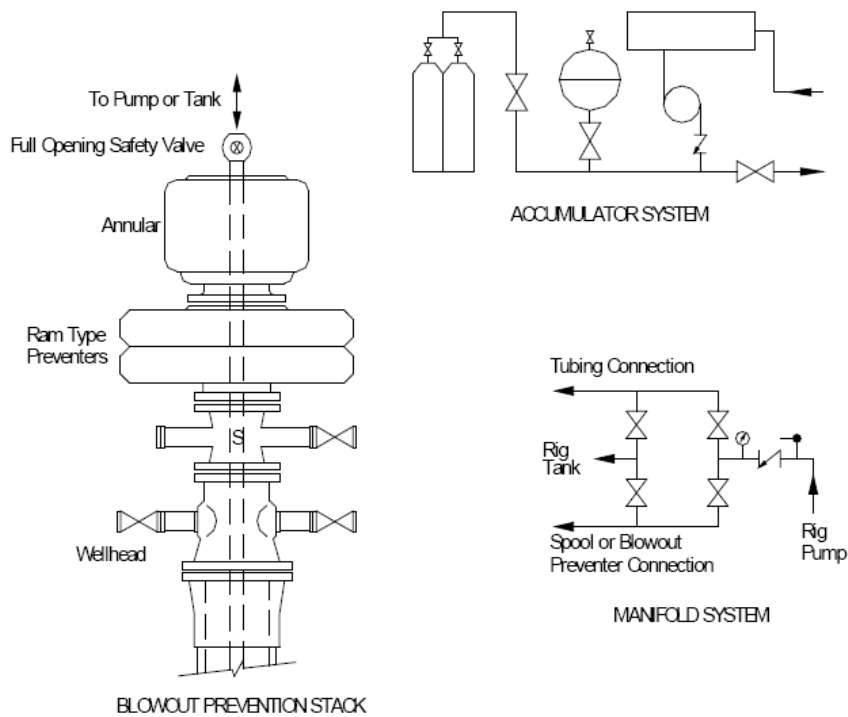 To Pump or Tank
Full Opening Safety Valve
Annular
Ram Type
Preventers
S
Wellhead
BLOWOUT PREVENTION STACK
ACCUMULATOR SYSTEM
Tubing Connection
Rig
Tank
Spool or Blowout
Preventer Connection
Rig
Pump
MANIFOLD SYSTEM